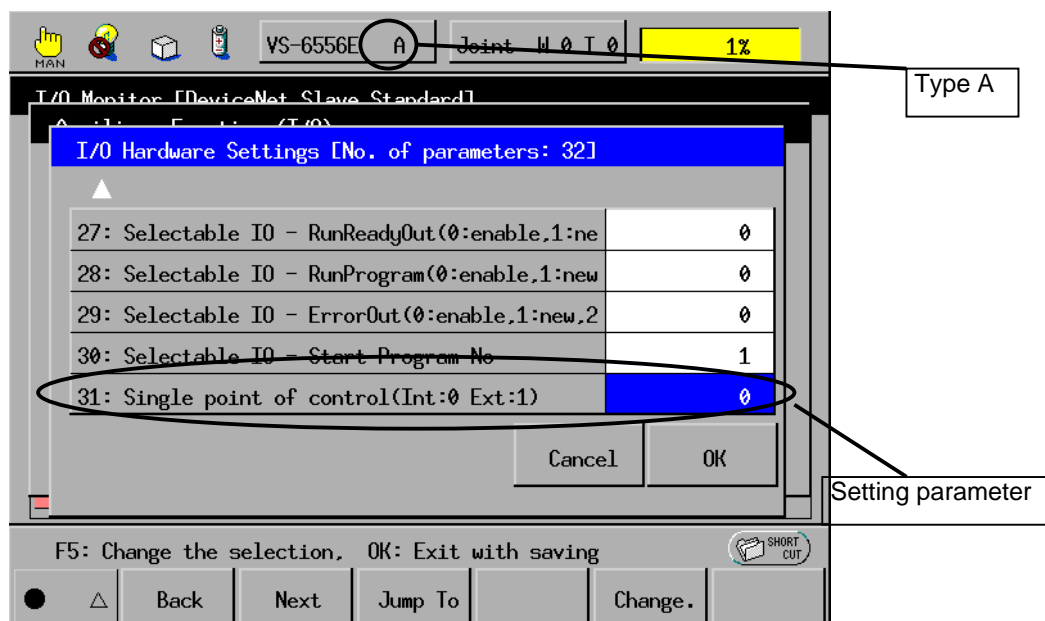 MAN
VS-6556E A
Joint W 0 T 0
1%
Type A
I/O Monitor [DeviceNet Slave Standard]
I/O Hardware Settings [No. of parameters: 32]
27: Selectable IO - RunReadyOut(0:enable,1:ne 0
28: Selectable IO - RunProgram(0:enable,1:new 0
29: Selectable IO - ErrorOut(0:enable,1:new,2 0
30: Selectable IO - Start Program No 1
31: Single point of control(Int:0 Ext:1) 0
Cancel OK
Setting parameter
F5: Change the selection, OK: Exit with saving
SHORT
CUT
Back Next Jump To Change.